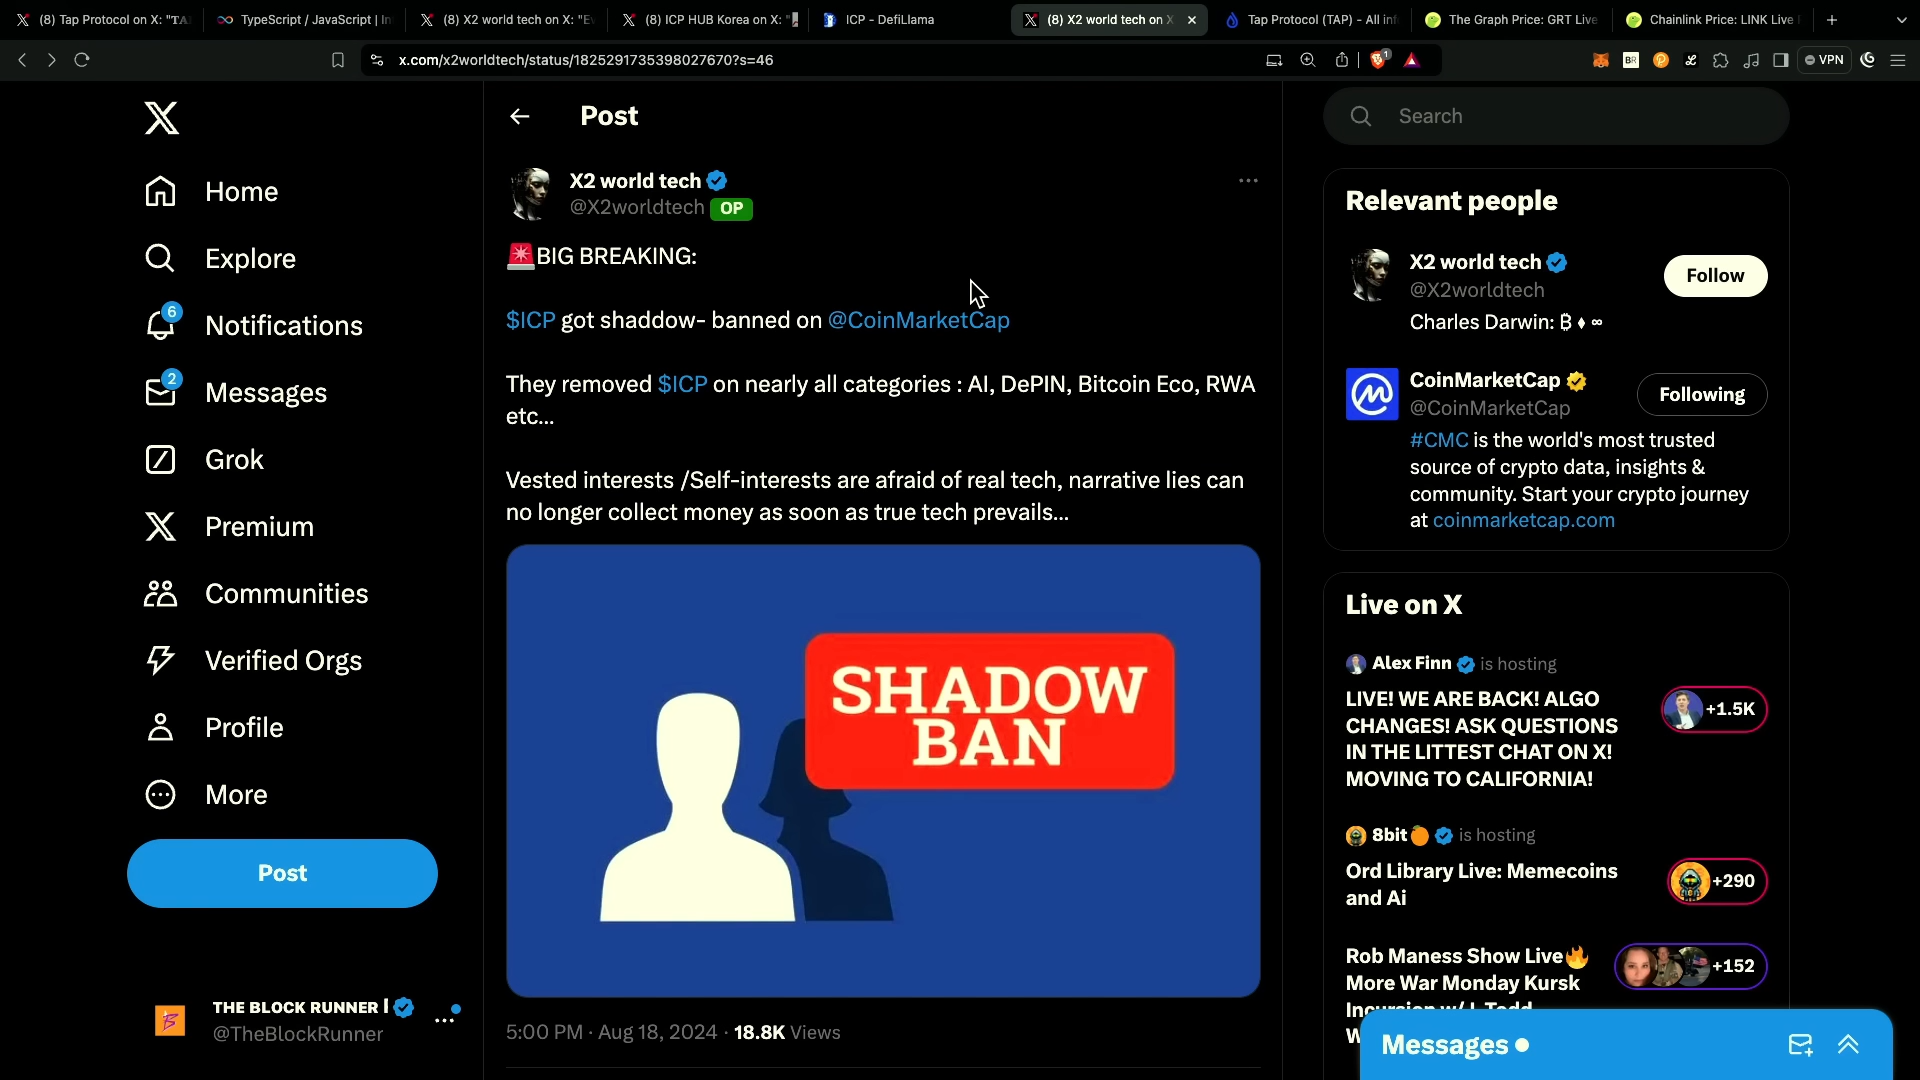 (8) Tap Protocol on X: "TA
TypeScript / JavaScript | In
(8) X2 world tech on X: "Ev
(8) ICP HUB Korea on X: "
ICP - DefiLlama
(8) X2 world tech on X
Tap Protocol (TAP) - All inf
The Graph Price: GRT Live
Chainlink Price: LINK Live
x.com/x2worldtech/status/1825291735398027670?s=46
1
BR
VPN
Home
Explore
6
Notifications
2
Messages
Grok
Premium
Communities
Verified Orgs
Profile
More
Post
THE BLOCK RUNNER
@TheBlockRunner
Post
X2 world tech
@X2worldtech OP
🚨BIG BREAKING:
$ICP got shaddow- banned on @CoinMarketCap
They removed $ICP on nearly all categories : AI, DePIN, Bitcoin Eco, RWA
etc...
Vested interests /Self-interests are afraid of real tech, narrative lies can
no longer collect money as soon as true tech prevails...
SHADOW
BAN
5:00 PM · Aug 18, 2024 · 18.8K Views
Search
Relevant people
X2 world tech
@X2worldtech
Follow
Charles Darwin: ₿ ♦ ∞
CoinMarketCap
@CoinMarketCap
Following
#CMC is the world's most trusted
source of crypto data, insights &
community. Start your crypto journey
at coinmarketcap.com
Live on X
Alex Finn is hosting
LIVE! WE ARE BACK! ALGO
CHANGES! ASK QUESTIONS
IN THE LITTEST CHAT ON X!
MOVING TO CALIFORNIA!
+1.5K
8bit🍊 is hosting
Ord Library Live: Memecoins
and Ai
+290
Rob Maness Show Live🔥
More War Monday Kursk
+152
Messages